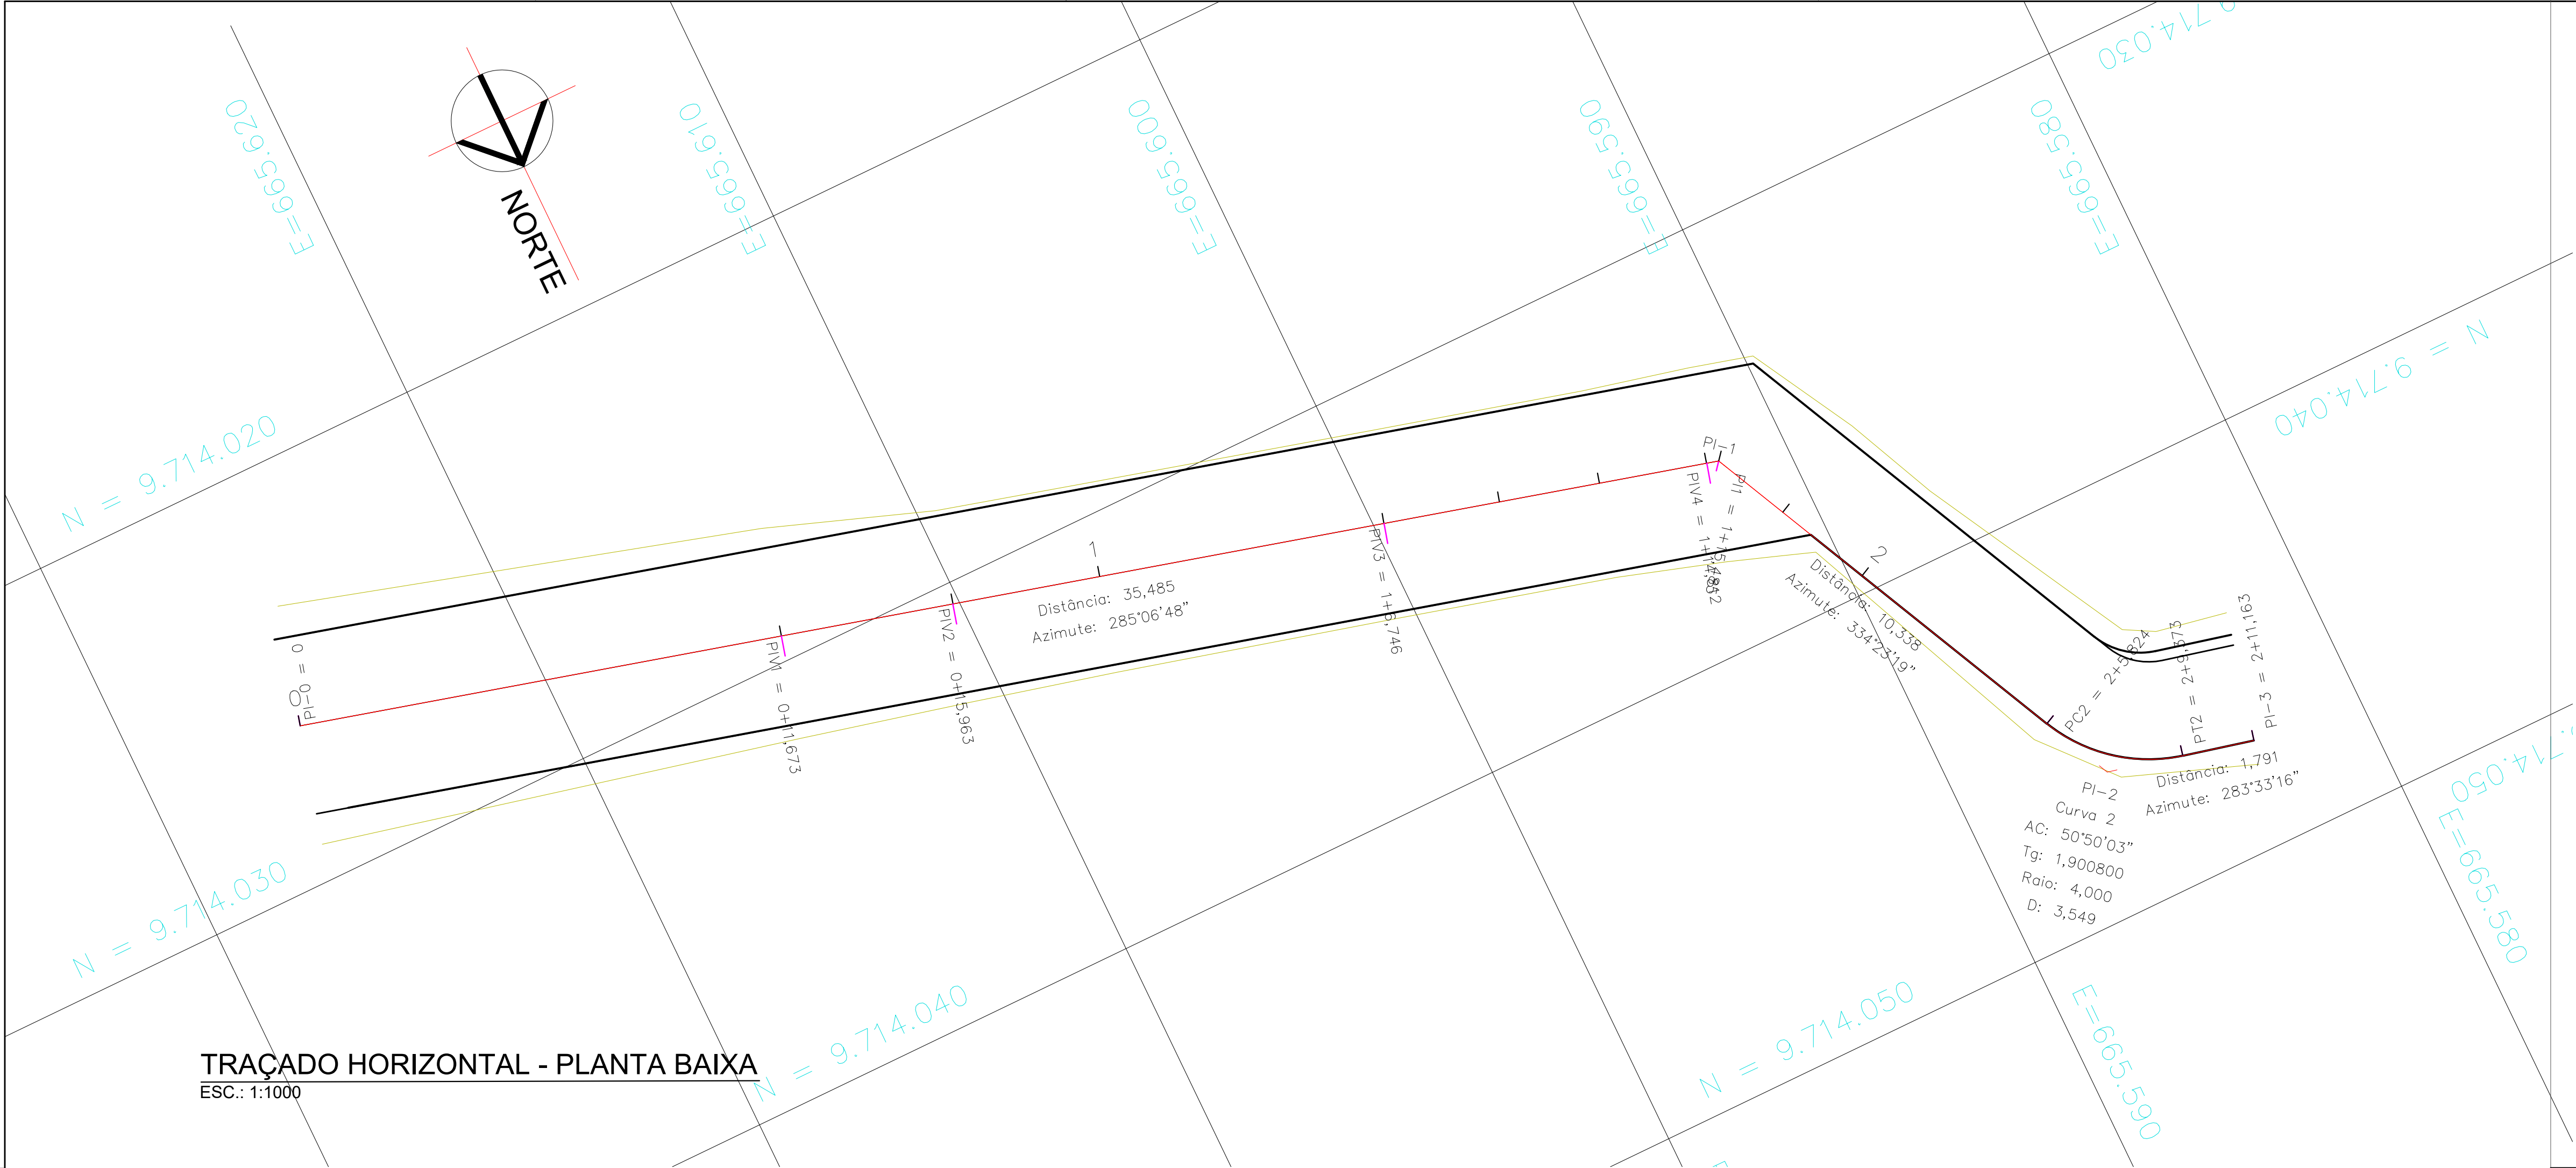 9.714.030
E=665.620
E=665.610
E=665.600
E=665.590
E=665.580
NORTE
N = 9.714.040
N = 9.714.020
PI-1
PI1 = 1+15,485
PIV4 = 1+14,842
1
2
PIV3 = 1+6,746
Distância: 35,485
Azimute: 285°06'48"
Distância: 10,338
Azimute: 334°23'19"
PIV2 = 0+15,963
PIV1 = 0+11,673
0
PI-0 = 0
PC2 = 2+5,824
PT2 = 2+9,373
PI-3 = 2+11,163
Distância: 1,791
Azimute: 283°33'16"
PI-2
Curva 2
AC: 50°50'03"
Tg: 1,900800
Raio: 4,000
D: 3,549
.714.050
E=665.580
N = 9.714.030
N = 9.714.040
N = 9.714.050
E=665.590
TRAÇADO HORIZONTAL - PLANTA BAIXA
ESC.: 1:1000